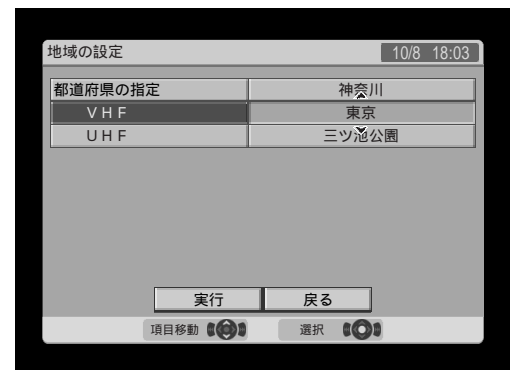 地域の設定 10/8 18:03
都道府県の指定 神奈川
ＶＨＦ 東京
ＵＨＦ 三ツ池公園
実行 戻る
項目移動 選択